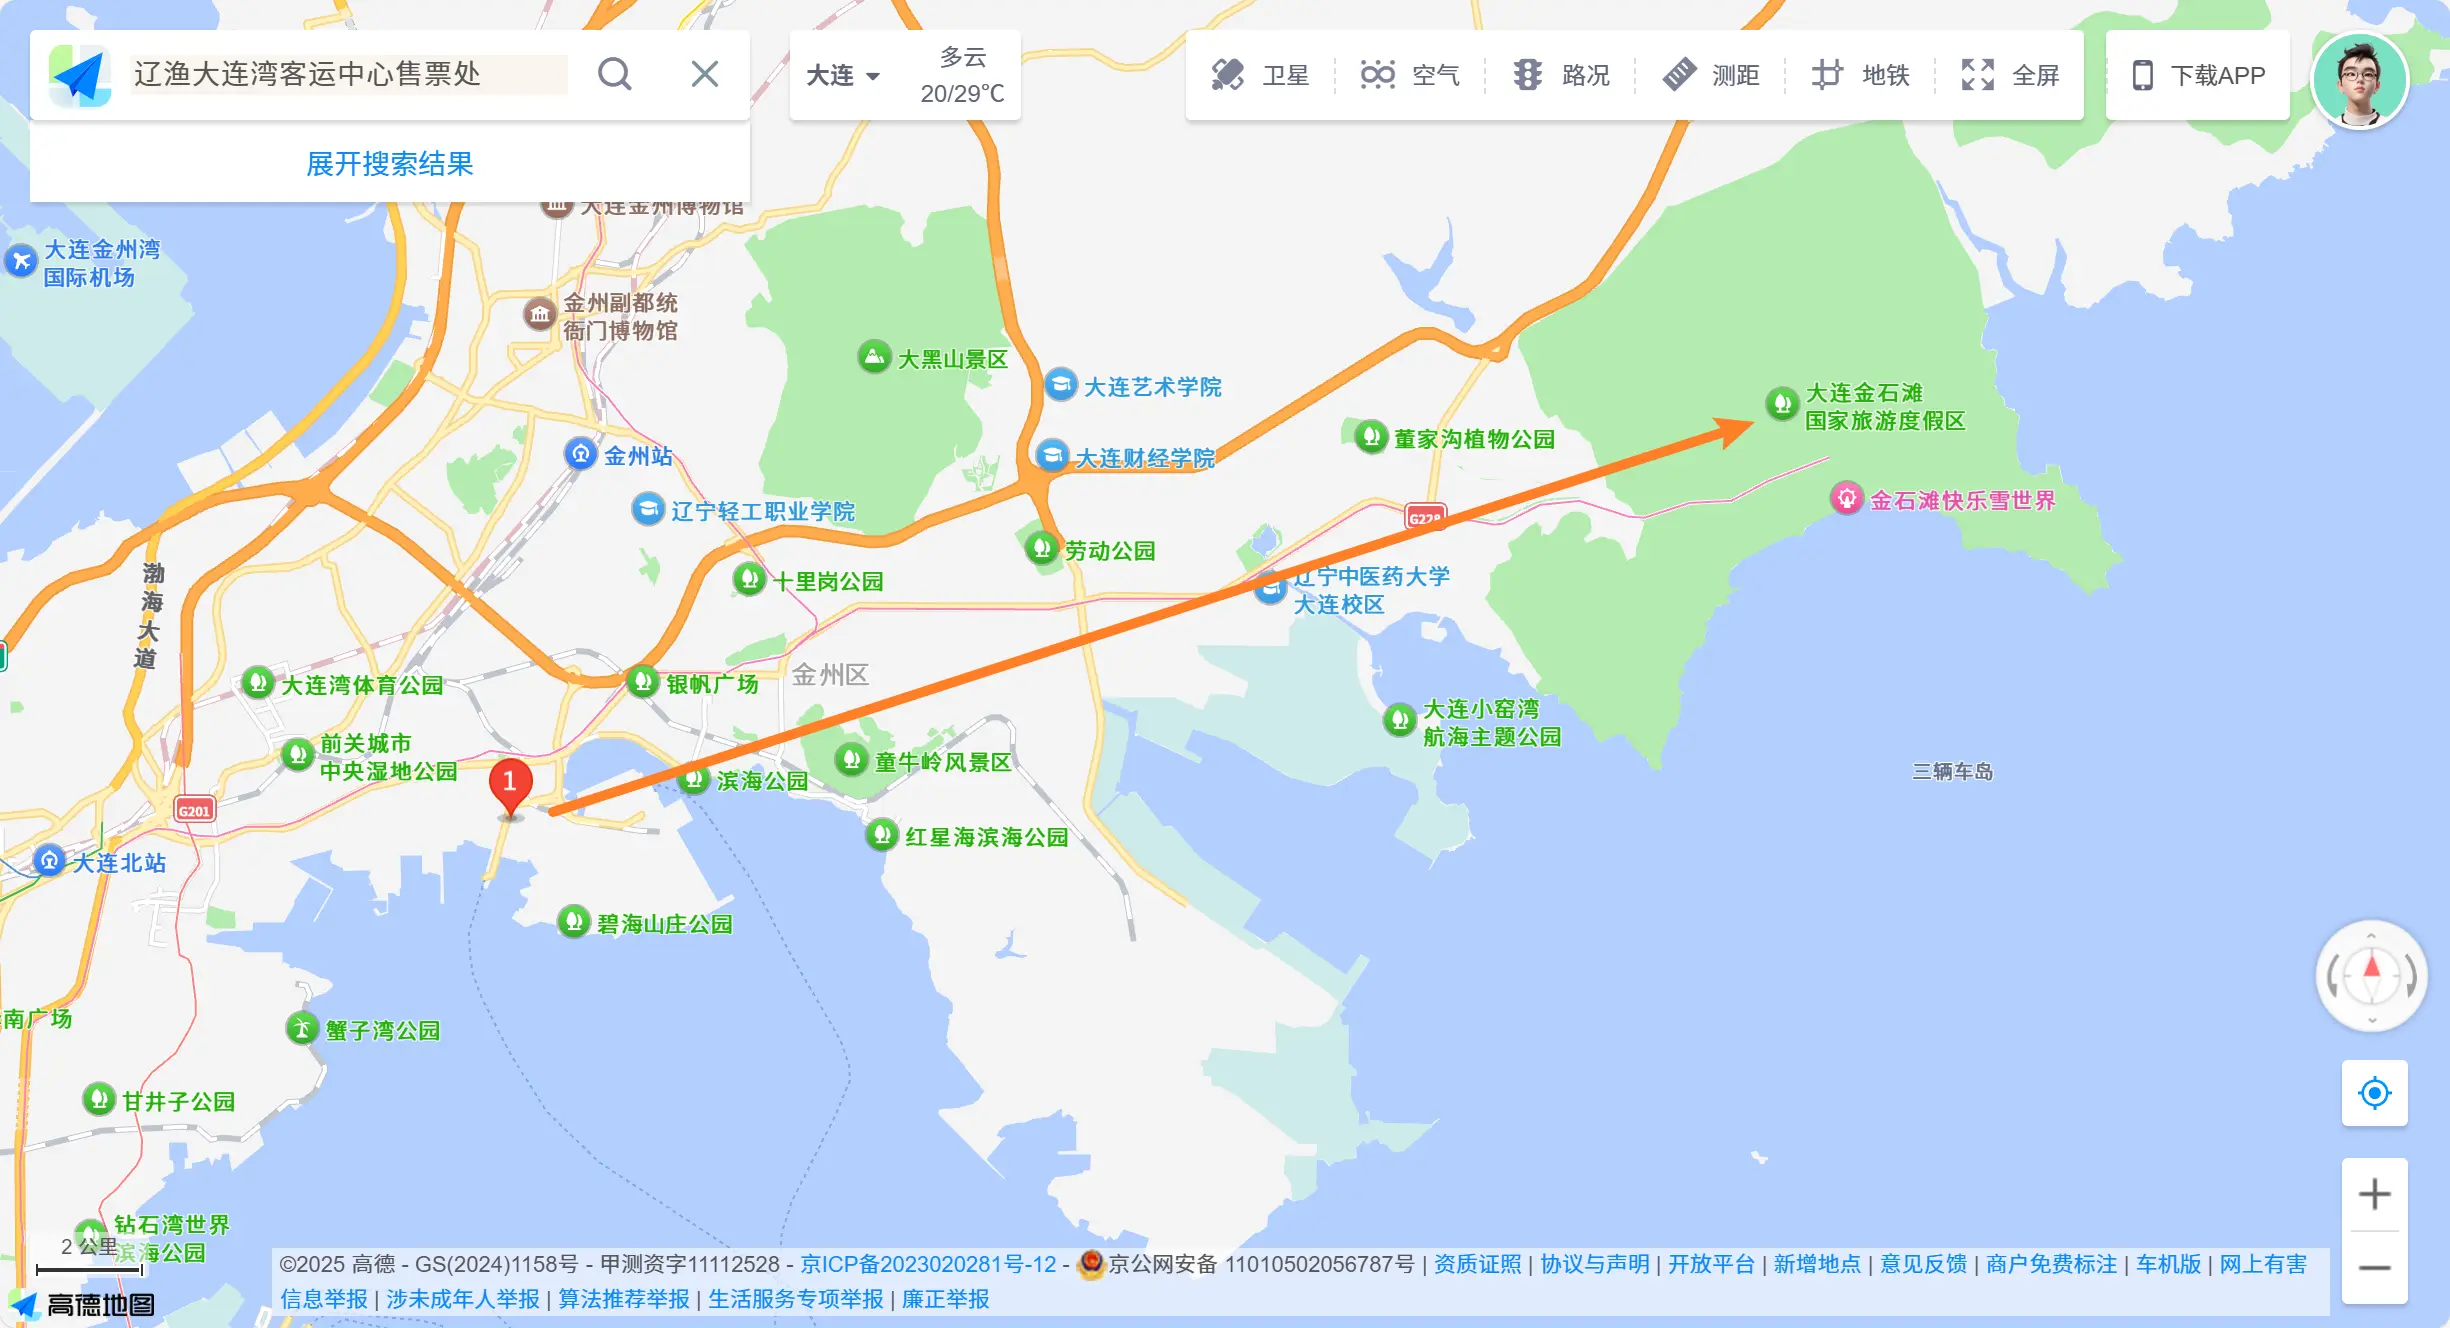 辽渔大连湾客运中心售票处
展开搜索结果
大连
多云
20/29℃
卫星
空气
路况
测距
地铁
全屏
下载APP
大连金州博物馆
大连金州湾
国际机场
金州副都统
衙门博物馆
大黑山景区
大连艺术学院
大连金石滩
国家旅游度假区
董家沟植物公园
大连财经学院
金州站
金石滩快乐雪世界
辽宁轻工职业学院
G228
劳动公园
渤海大道
十里岗公园
辽宁中医药大学
大连校区
金州区
大连湾体育公园
银帆广场
大连小窑湾
航海主题公园
前关城市
中央湿地公园
1
滨海公园
童牛岭风景区
三辆车岛
G201
红星海滨海公园
大连北站
碧海山庄公园
南广场
蟹子湾公园
甘井子公园
钻石湾世界
滨海公园
2 公里
高德地图
©2025 高德 - GS(2024)1158号 - 甲测资字11112528 - 京ICP备2023020281号-12 - 京公网安备 11010502056787号 | 资质证照 | 协议与声明 | 开放平台 | 新增地点 | 意见反馈 | 商户免费标注 | 车机版 | 网上有害
信息举报 | 涉未成年人举报 | 算法推荐举报 | 生活服务专项举报 | 廉正举报